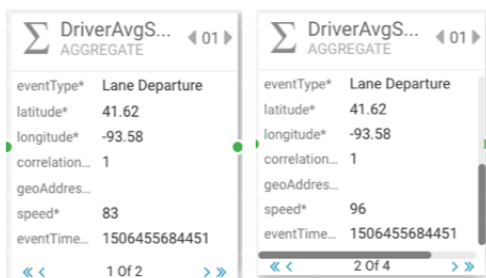 DriverAvgS...
01
AGGREGATE
eventType* Lane Departure
latitude* 41.62
longitude* -93.58
correlation... 1
geoAddres...
speed* 83
eventTime... 1506455684451
« < 1 Of 2 > »
DriverAvgS...
01
AGGREGATE
eventType* Lane Departure
latitude* 41.62
longitude* -93.58
correlation... 1
geoAddres...
speed* 96
eventTime... 1506455684451
« < 2 Of 4 > »